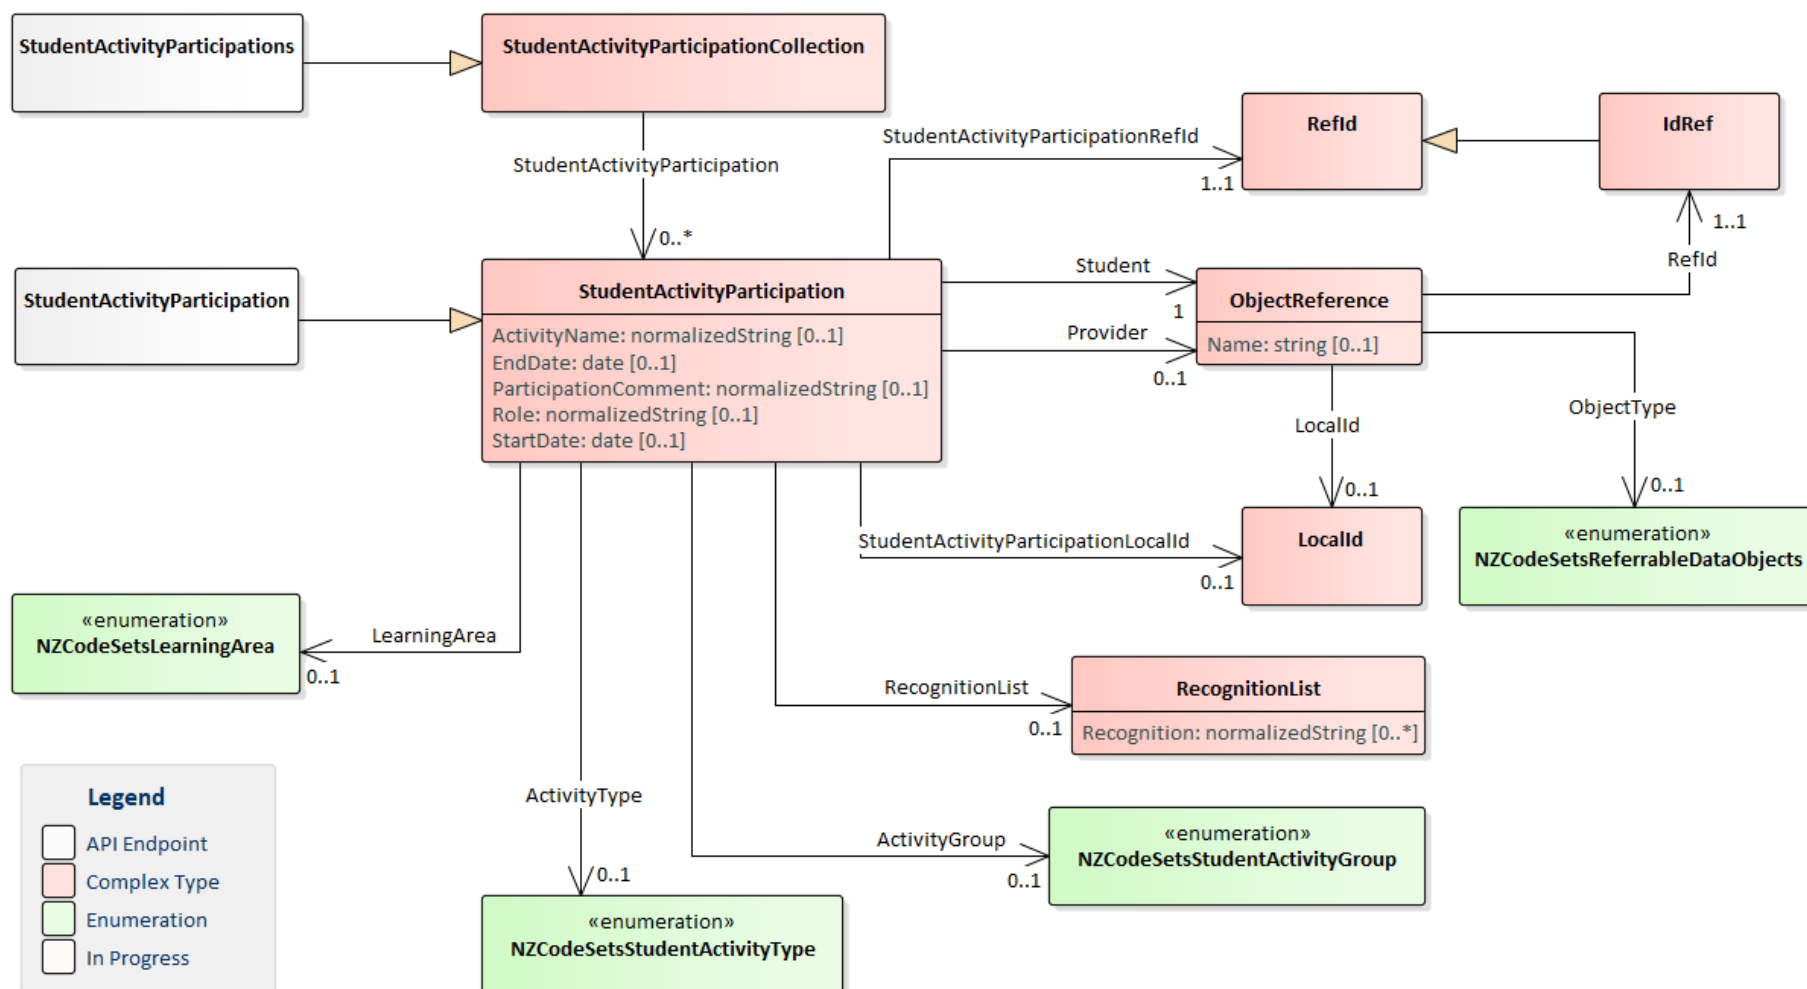 StudentActivityParticipations
StudentActivityParticipationCollection
StudentActivityParticipation
0..*
StudentActivityParticipationRefId
1..1
RefId
IdRef
1..1
RefId
StudentActivityParticipation
StudentActivityParticipation
ActivityName: normalizedString [0..1]
EndDate: date [0..1]
ParticipationComment: normalizedString [0..1]
Role: normalizedString [0..1]
StartDate: date [0..1]
Student
1
Provider
0..1
ObjectReference
Name: string [0..1]
LocalId
0..1
ObjectType
0..1
StudentActivityParticipationLocalId
0..1
LocalId
«enumeration»
NZCodeSetsReferrableDataObjects
«enumeration»
NZCodeSetsLearningArea
LearningArea
0..1
RecognitionList
0..1
RecognitionList
Recognition: normalizedString [0..*]
ActivityType
0..1
ActivityGroup
0..1
«enumeration»
NZCodeSetsStudentActivityGroup
«enumeration»
NZCodeSetsStudentActivityType
Legend
API Endpoint
Complex Type
Enumeration
In Progress